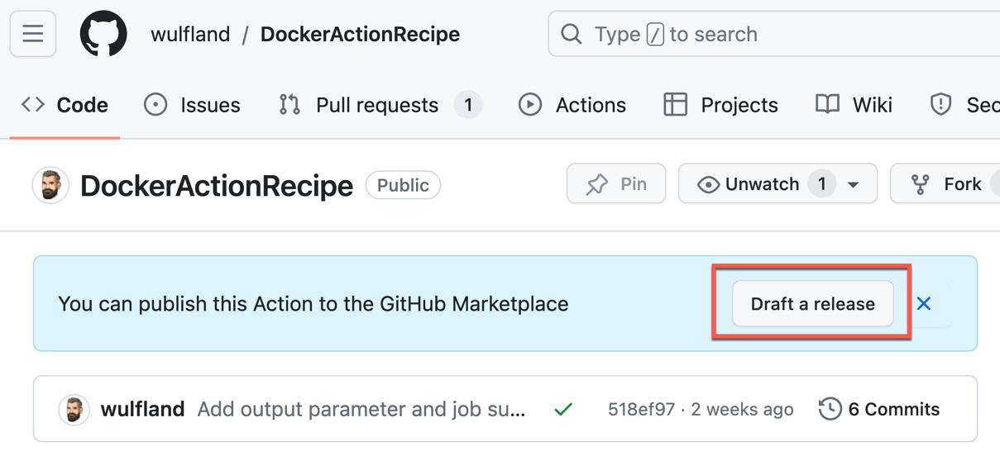 wulfland / DockerActionRecipe Type / to search
Code Issues Pull requests 1 Actions Projects Wiki Sec
DockerActionRecipe Public Pin Unwatch 1 Fork
You can publish this Action to the GitHub Marketplace Draft a release
wulfland Add output parameter and job su... 518ef97 · 2 weeks ago 6 Commits